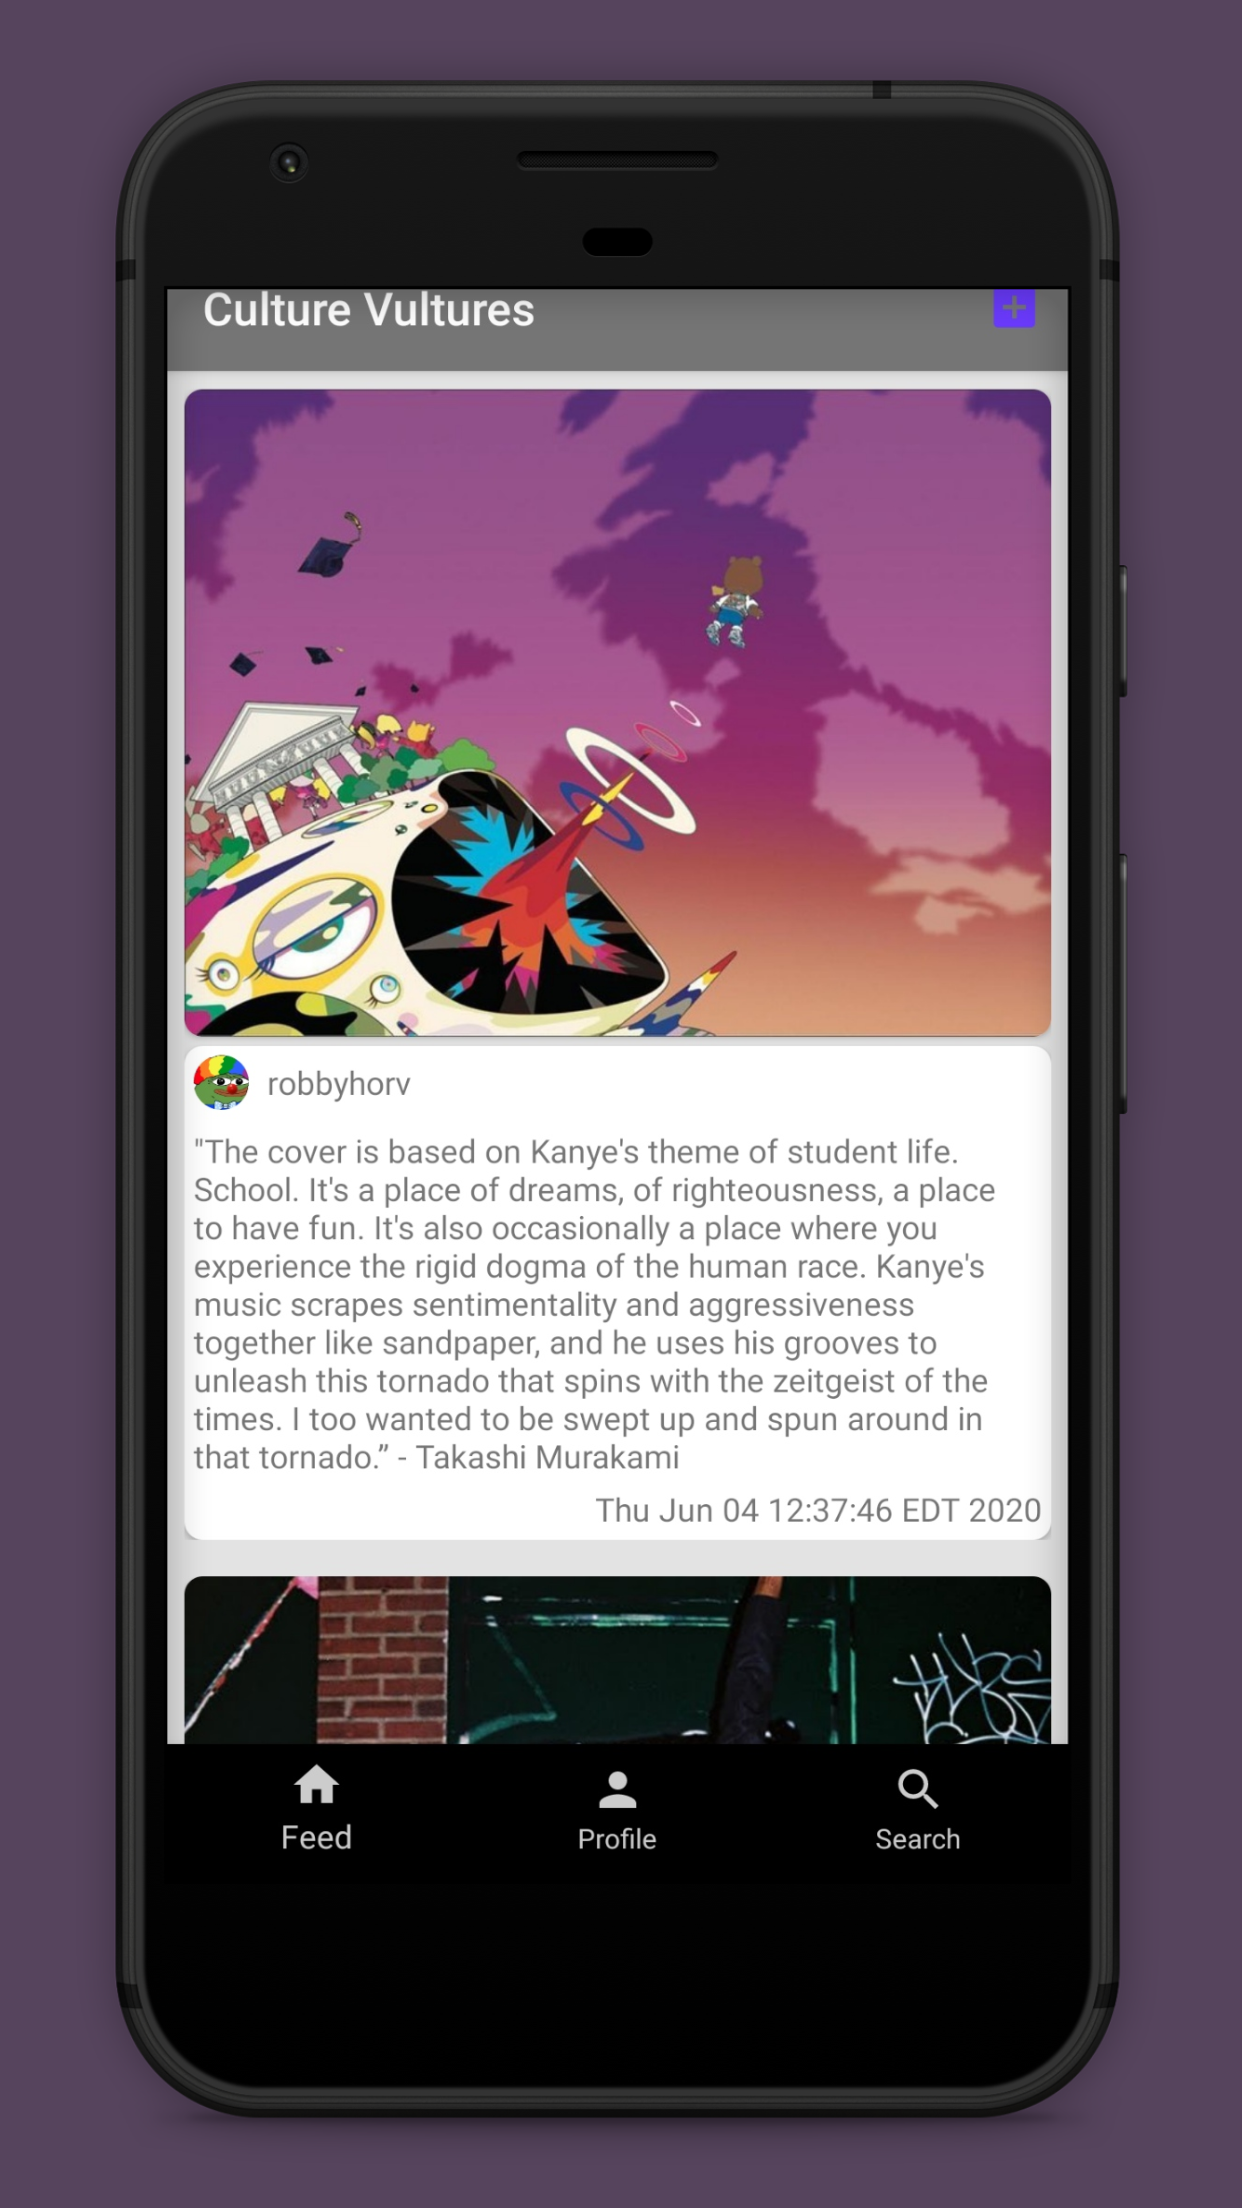 Culture Vultures
robbyhorv
"The cover is based on Kanye's theme of student life.
School. It's a place of dreams, of righteousness, a place
to have fun. It's also occasionally a place where you
experience the rigid dogma of the human race. Kanye's
music scrapes sentimentality and aggressiveness
together like sandpaper, and he uses his grooves to
unleash this tornado that spins with the zeitgeist of the
times. I too wanted to be swept up and spun around in
that tornado.” - Takashi Murakami
Thu Jun 04 12:37:46 EDT 2020
Feed
Profile
Search